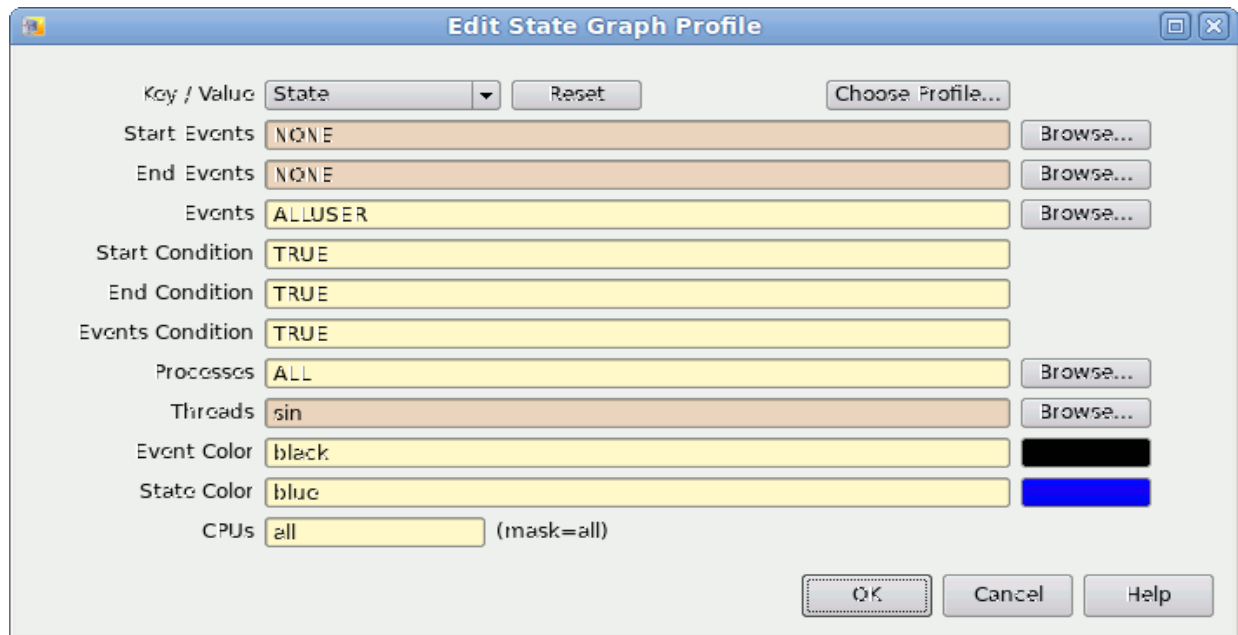 Edit State Graph Profile
Key / Value State Reset Choose Profile...
Start Events NONE Browse...
End Events NONE Browse...
Events ALLUSER Browse...
Start Condition TRUE
End Condition TRUE
Events Condition TRUE
Processes ALL Browse...
Threads sin Browse...
Event Color black
State Color blue
CPUs all (mask=all)
OK Cancel Help